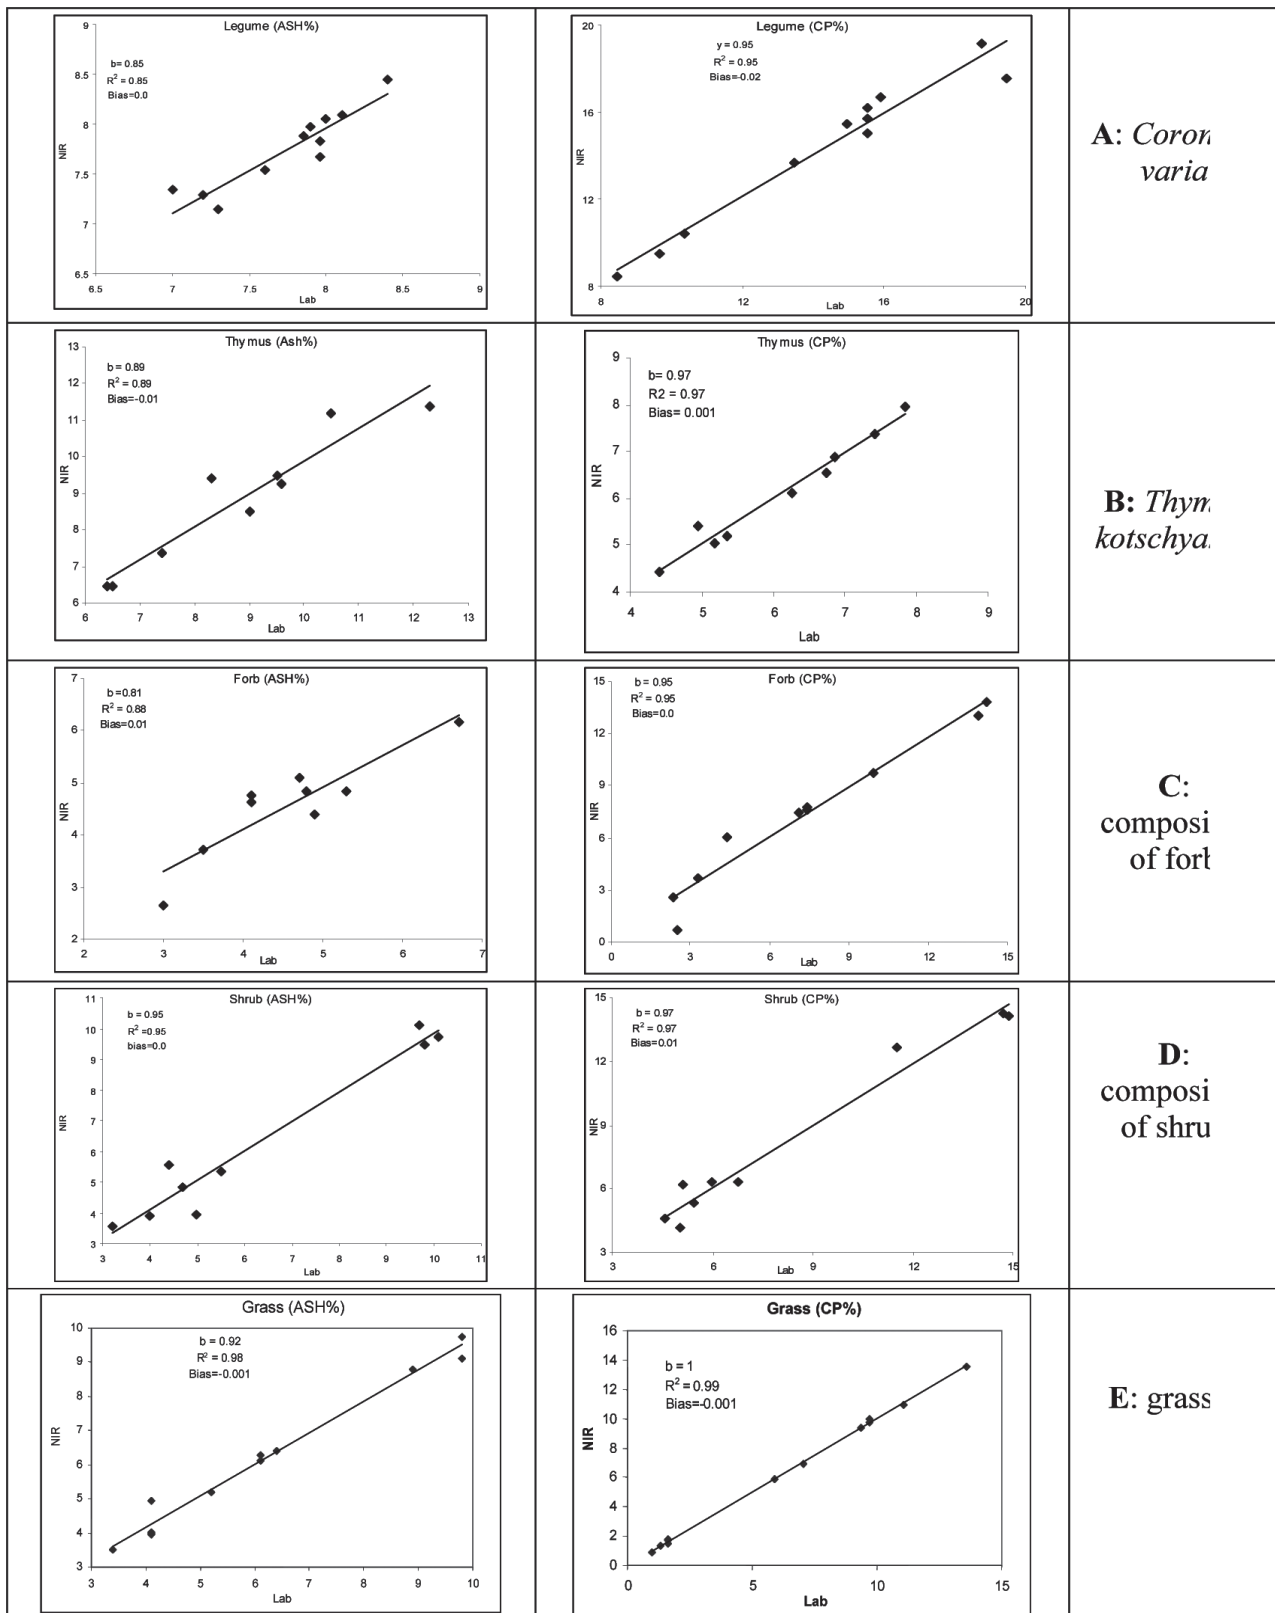 Legume (ASH%)
b= 0.85
R² = 0.85
Bias=0.0
9
8.5
8
7.5
7
6.5
NIR
6.5 7 7.5 8 8.5 9
Lab
Legume (CP%)
y = 0.95
R² = 0.95
Bias=-0.02
20
16
12
8
NIR
8 12 16 20
Lab
A: Coron
varia
Thymus (Ash%)
b = 0.89
R² = 0.89
Bias=-0.01
13
12
11
10
9
8
7
6
NIR
6 7 8 9 10 11 12 13
Lab
Thymus (CP%)
b= 0.97
R2 = 0.97
Bias= 0.001
9
8
7
6
5
4
NIR
4 5 6 7 8 9
Lab
B: Thym
kotschya
Forb (ASH%)
b =0.81
R² = 0.88
Bias=0.01
7
6
5
4
3
2
NIR
2 3 4 5 6 7
Lab
Forb (CP%)
b = 0.95
R² = 0.95
Bias=0.0
15
12
9
6
3
0
NIR
0 3 6 9 12 15
Lab
C:
composi
of forb
Shrub (ASH%)
b = 0.95
R² =0.95
bias=0.0
11
10
9
8
7
6
5
4
3
NIR
3 4 5 6 7 8 9 10 11
Lab
Shrub (CP%)
b = 0.97
R² = 0.97
Bias=0.01
15
12
9
6
3
NIR
3 6 9 12 15
Lab
D:
composi
of shru
Grass (ASH%)
b = 0.92
R² = 0.98
Bias=-0.001
10
9
8
7
6
5
4
3
NIR
3 4 5 6 7 8 9 10
Lab
Grass (CP%)
b = 1
R² = 0.99
Bias=-0.001
16
14
12
10
8
6
4
2
0
NIR
0 5 10 15
Lab
E: grass